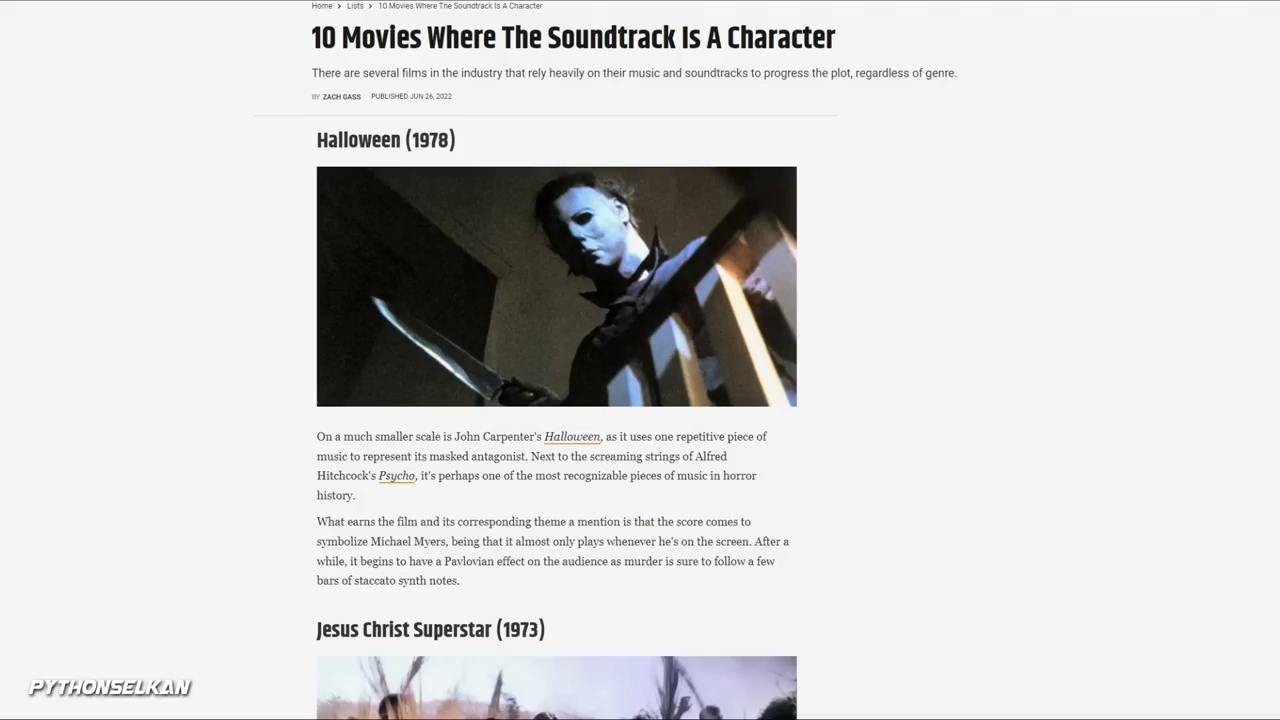 Home > Lists > 10 Movies Where The Soundtrack Is A Character
10 Movies Where The Soundtrack Is A Character
There are several films in the industry that rely heavily on their music and soundtracks to progress the plot, regardless of genre.
BY ZACH GASS PUBLISHED JUN 26, 2022
Halloween (1978)
On a much smaller scale is John Carpenter's Halloween, as it uses one repetitive piece of
music to represent its masked antagonist. Next to the screaming strings of Alfred
Hitchcock's Psycho, it's perhaps one of the most recognizable pieces of music in horror
history.
What earns the film and its corresponding theme a mention is that the score comes to
symbolize Michael Myers, being that it almost only plays whenever he's on the screen. After a
while, it begins to have a Pavlovian effect on the audience as murder is sure to follow a few
bars of staccato synth notes.
Jesus Christ Superstar (1973)
PYTHONSELKAN